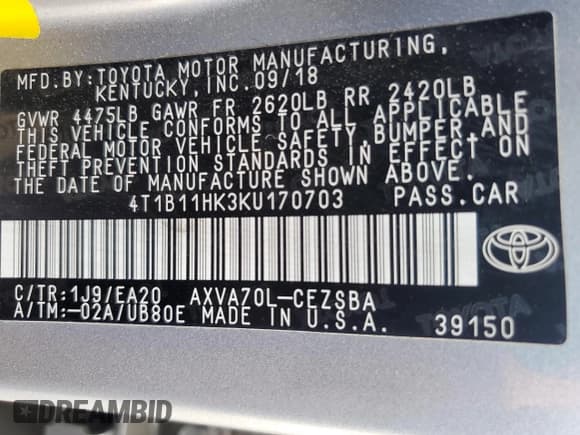 MFD.BY:TOYOTA MOTOR MANUFACTURING,
KENTUCKY, INC.09/18
GVWR 4475LB GAWR FR 2620LB RR 2420LB
THIS VEHICLE CONFORMS TO ALL APPLICABLE
FEDERAL MOTOR VEHICLE SAFETY,BUMPER,AND
THEFT PREVENTION STANDARDS IN EFFECT ON
THE DATE OF MANUFACTURE SHOWN ABOVE.
4T1B11HK3KU170703 PASS.CAR
C/TR:1J9/EA20 AXVA70L-CEZSBA
A/TM:-02A/UB80E MADE IN U.S.A. 39150
DREAMBID